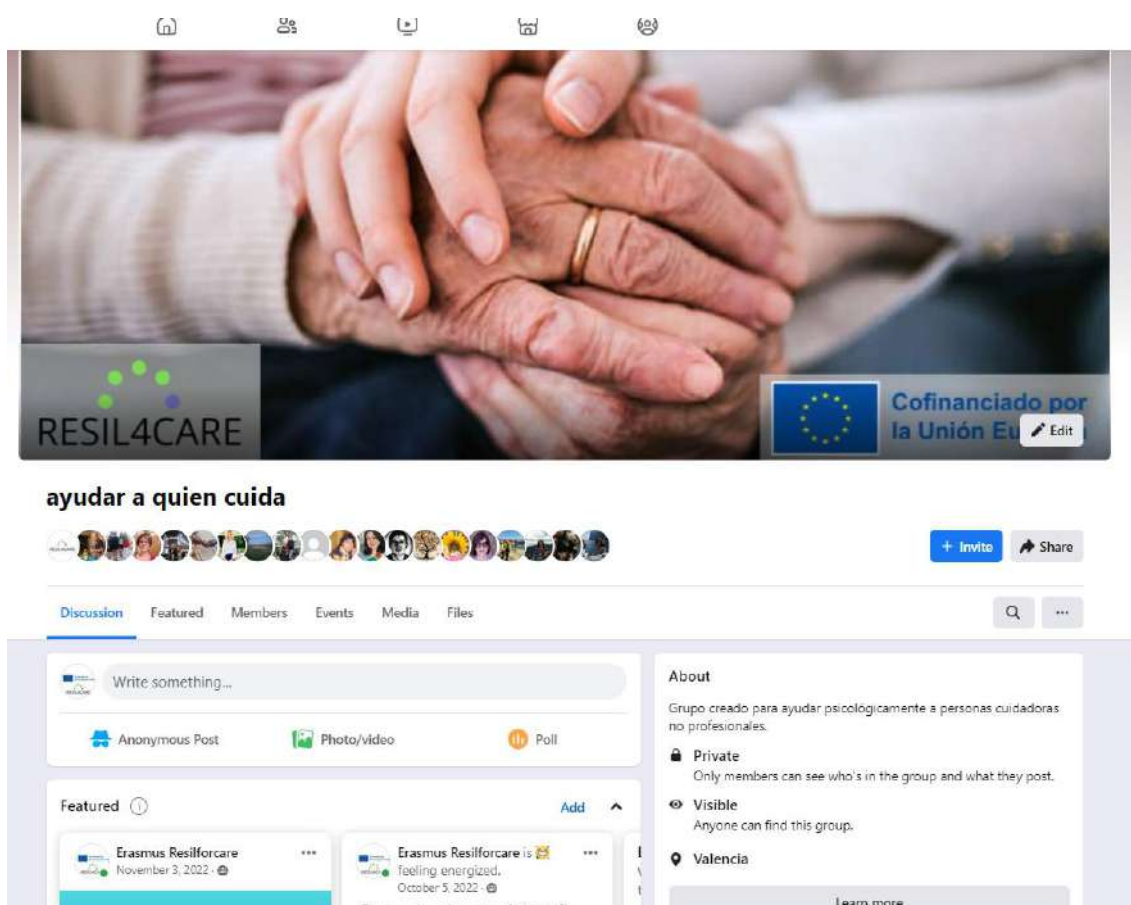 RESIL4CARE
Cofinanciado por
la Unión Eu
Edit
ayudar a quien cuida
+ Invite
Share
Discussion Featured Members Events Media Files
Write something...
Anonymous Post Photo/video Poll
Featured
Add
Erasmus Resilforcare
November 3, 2022
Erasmus Resilforcare is
feeling energized.
October 5, 2022
About
Grupo creado para ayudar psicológicamente a personas cuidadoras
no profesionales.
Private
Only members can see who's in the group and what they post.
Visible
Anyone can find this group.
Valencia
Learn more